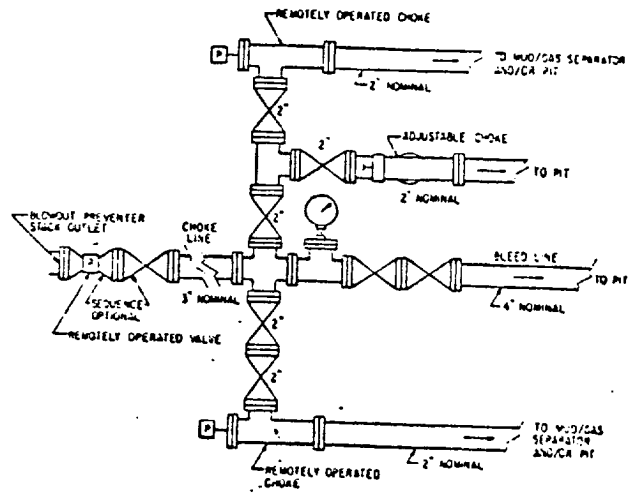 REMOTELY OPERATED CHOKE
P
TO MUD/GAS SEPARATOR
AND/OR PIT
2" NOMINAL
2"
2"
ADJUSTABLE CHOKE
TO PIT
2" NOMINAL
2"
BLOWOUT PREVENTER
STACK OUTLET
CHOKE
LINE
BLEED LINE
TO PIT
3" NOMINAL
4" NOMINAL
SEQUENCE
OPTIONAL
REMOTELY OPERATED VALVE
2"
2"
P
TO MUD/GAS
SEPARATOR
AND/OR PIT
2" NOMINAL
REMOTELY OPERATED
CHOKE